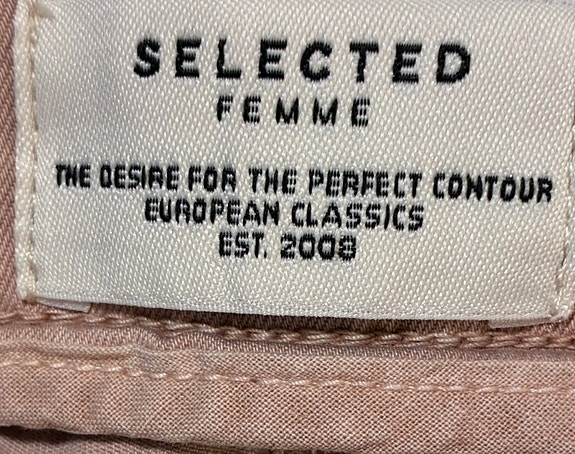 SELECTED
FEMME
THE DESIRE FOR THE PERFECT CONTOUR
EUROPEAN CLASSICS
EST. 2008